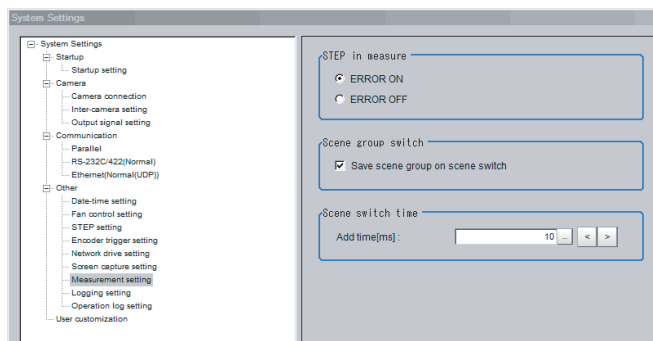 System Settings
System Settings
Startup
Startup setting
Camera
Camera connection
Inter-camera setting
Output signal setting
Communication
Parallel
RS-232C/422(Normal)
Ethernet(Normal(UDP))
Other
Date-time setting
Fan control setting
STEP setting
Encoder trigger setting
Network drive setting
Screen capture setting
Measurement setting
Logging setting
Operation log setting
User customization
STEP in measure
ERROR ON
ERROR OFF
Scene group switch
Save scene group on scene switch
Scene switch time
Add time[ms] : 10 ... < >